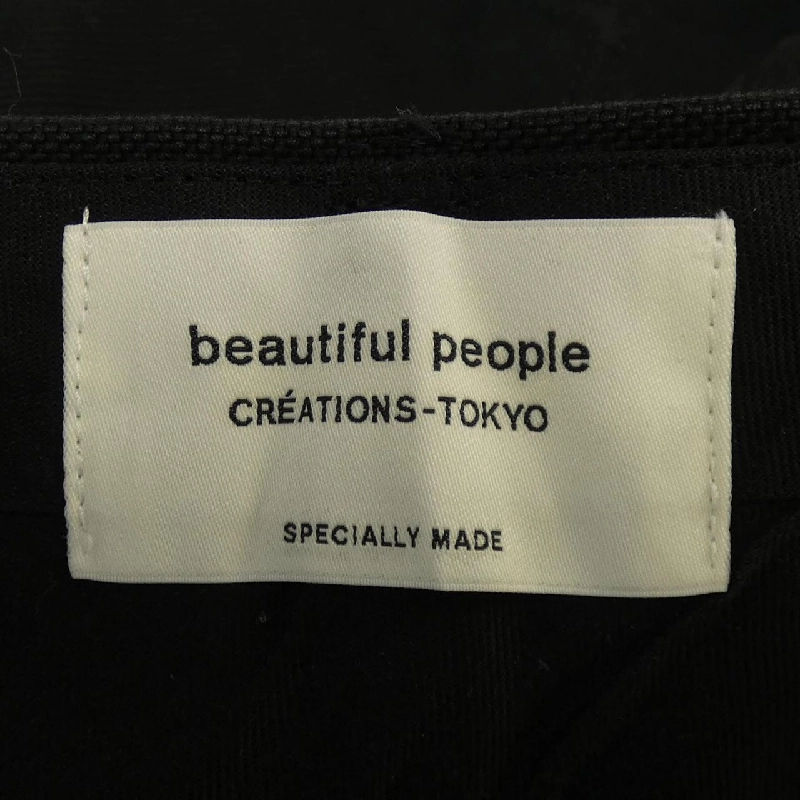 beautiful people
CRÉATIONS-TOKYO
SPECIALLY MADE